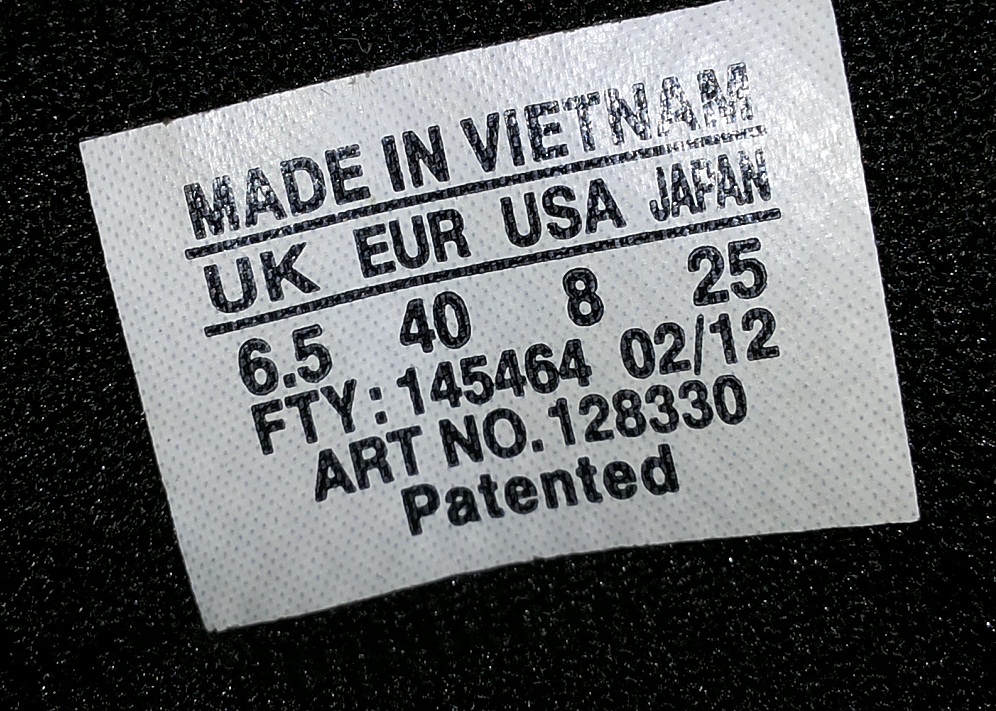 MADE IN VIETNAM
UK EUR USA JAPAN
6.5 40 8 25
FTY: 145464 02/12
ART NO. 128330
Patented